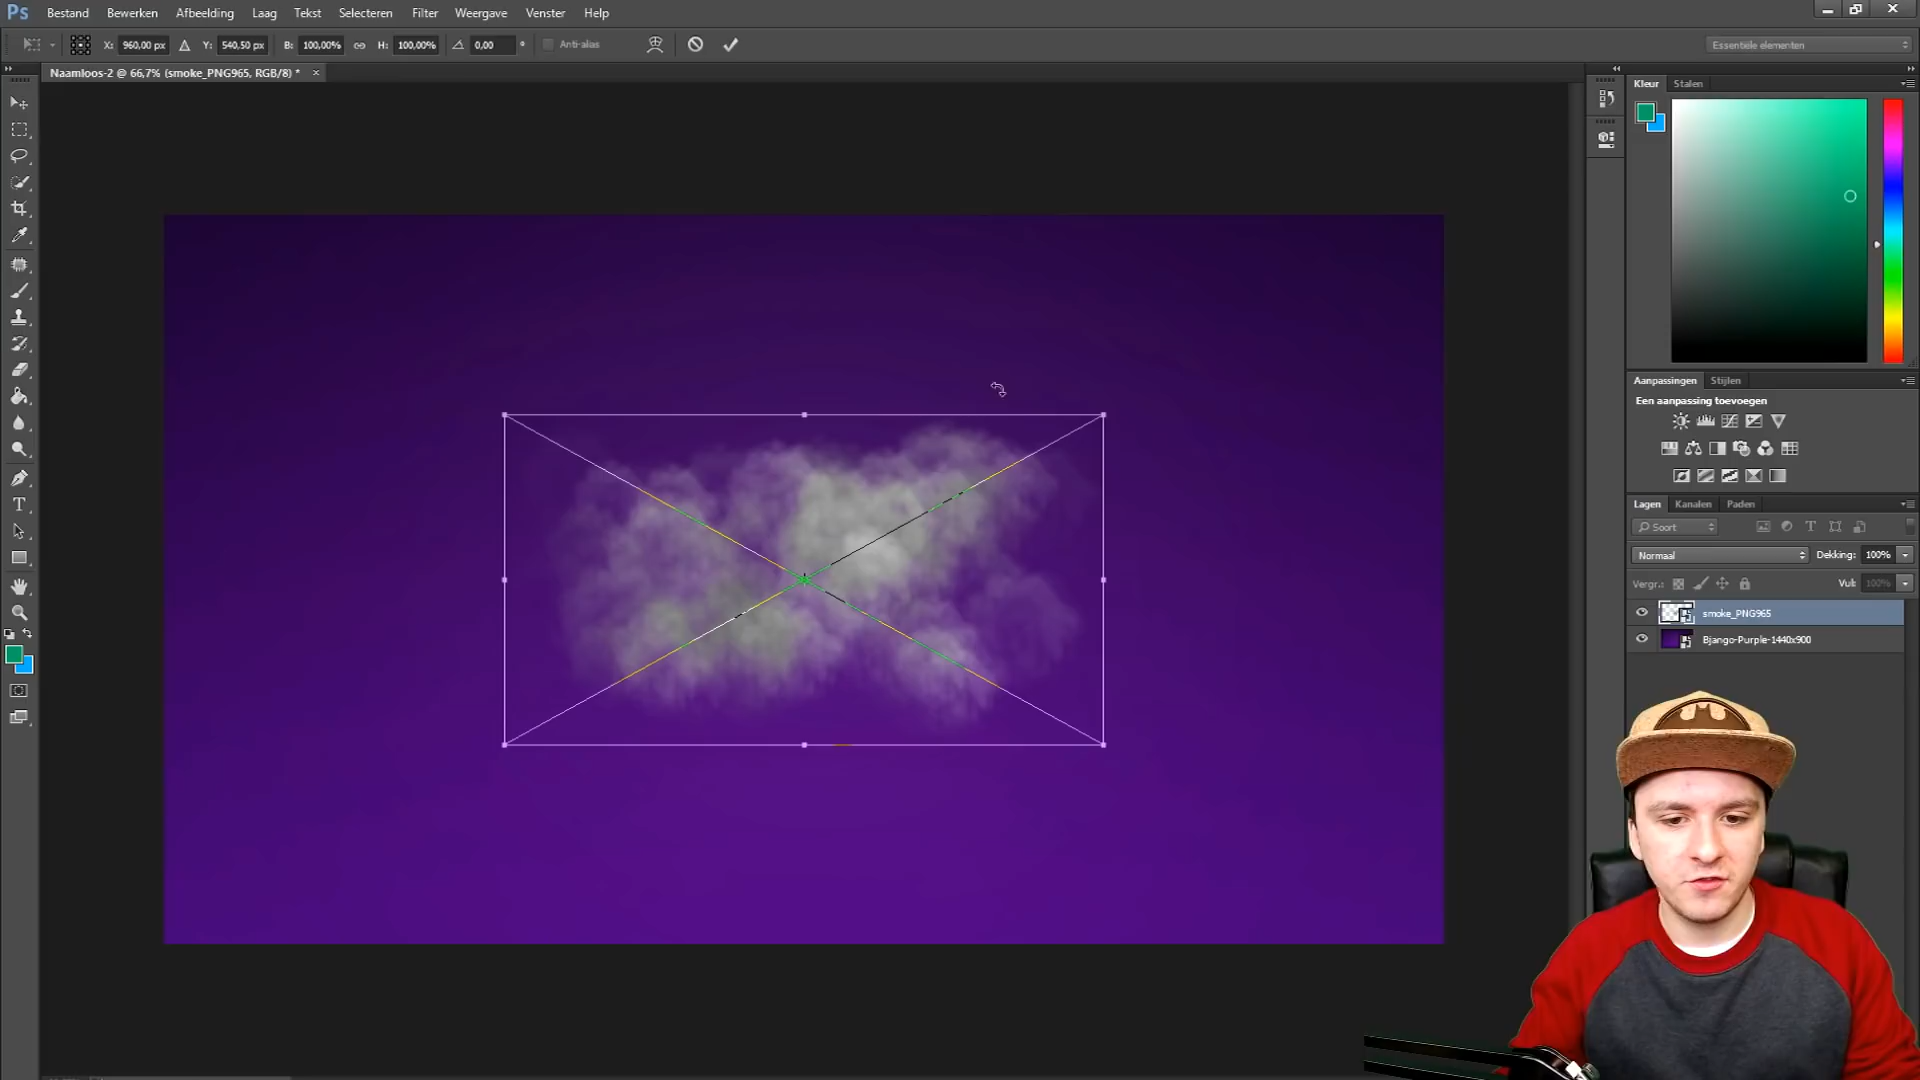 Ps Bestand Bewerken Afbeelding Laag Tekst Selecteren Filter Weergave Venster Help
X: 960,00 px Y: 540,50 px B: 100,00% H: 100,00% 0,00 ° Anti-alias Essentiële elementen
Naamloos-2 @ 66,7% (smoke_PNG965, RGB/8) * ×
Kleur Stalen
Aanpassingen Stijlen
Een aanpassing toevoegen
Lagen Kanalen Paden
Soort
Normaal Dekking: 100%
Vergr.: Vul: 100%
smoke_PNG965
Bjango-Purple-1440x900